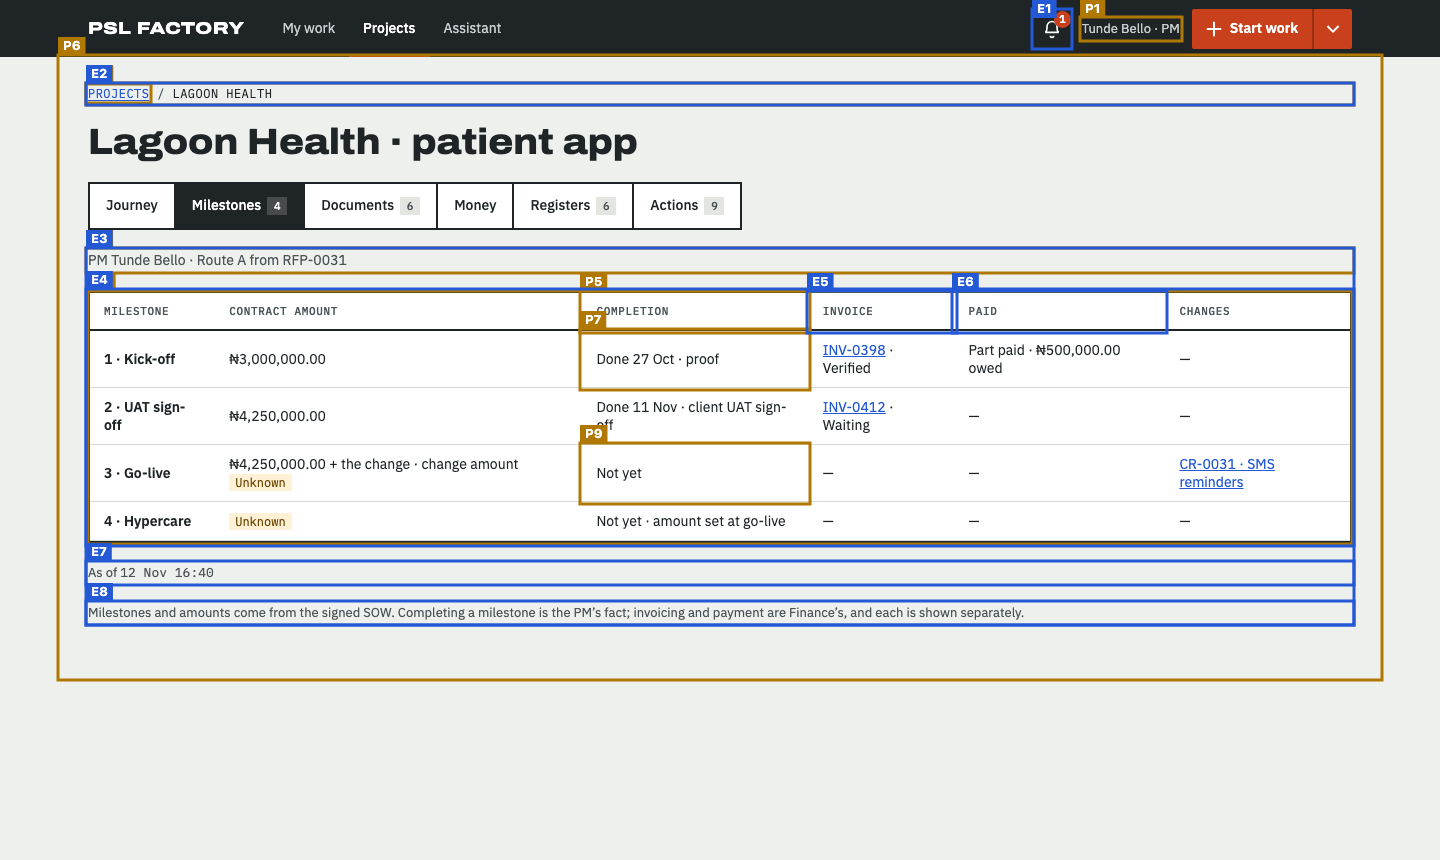 PSL FACTORY
My work
Projects
Assistant
E1
1
P1
Tunde Bello · PM
Start work
P6
E2
PROJECTS / LAGOON HEALTH
Lagoon Health · patient app
Journey
Milestones 4
Documents 6
Money
Registers 6
Actions 9
E3
PM Tunde Bello · Route A from RFP-0031
E4
P5
E5
E6
MILESTONE
CONTRACT AMOUNT
COMPLETION
INVOICE
PAID
CHANGES
P7
1 · Kick-off
₦3,000,000.00
Done 27 Oct · proof
INV-0398 ·
Verified
Part paid · ₦500,000.00
owed
—
2 · UAT sign-
off
₦4,250,000.00
Done 11 Nov · client UAT sign-
off
INV-0412 ·
Waiting
—
—
P9
3 · Go-live
₦4,250,000.00 + the change · change amount
Unknown
Not yet
—
—
CR-0031 · SMS
reminders
4 · Hypercare
Unknown
Not yet · amount set at go-live
—
—
—
E7
As of 12 Nov 16:40
E8
Milestones and amounts come from the signed SOW. Completing a milestone is the PM's fact; invoicing and payment are Finance's, and each is shown separately.